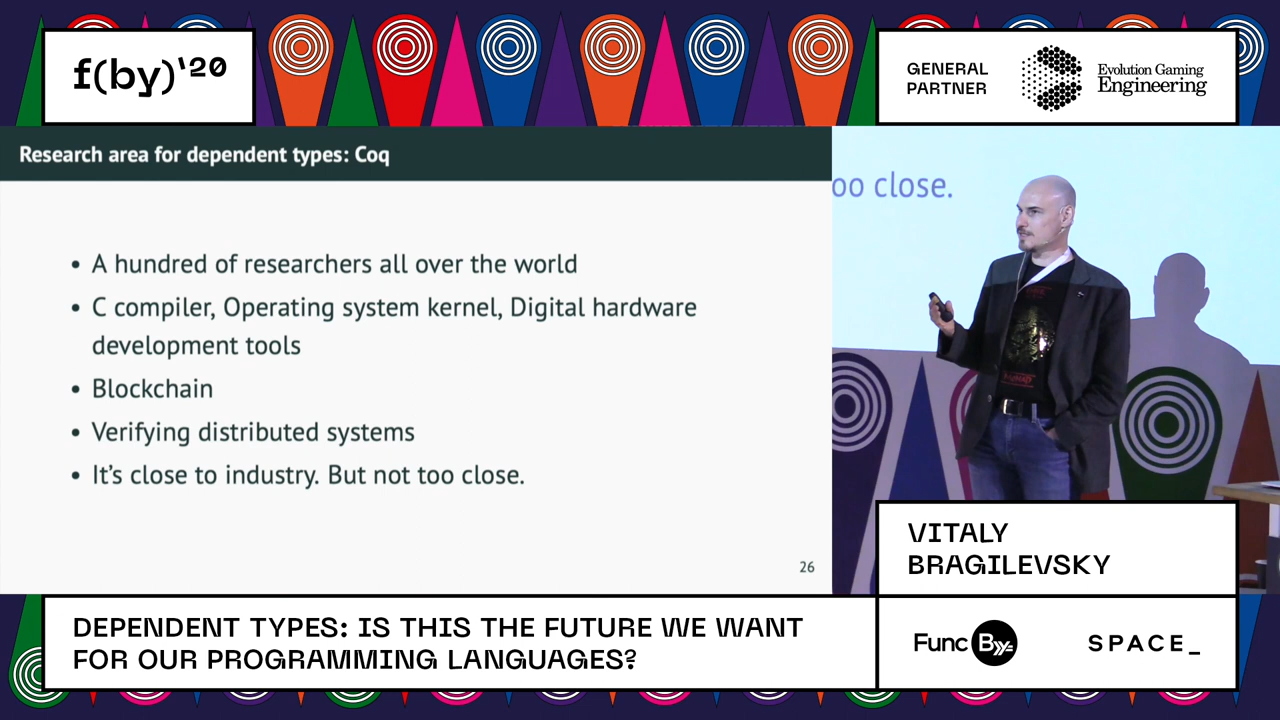 f(by)'20
GENERAL
PARTNER
Evolution Gaming
Engineering
Research area for dependent types: Coq
• A hundred of researchers all over the world
• C compiler, Operating system kernel, Digital hardware
development tools
• Blockchain
• Verifying distributed systems
• It's close to industry. But not too close.
26
oo close.
VITALY
BRAGILEVSKY
DEPENDENT TYPES: IS THIS THE FUTURE WE WANT
FOR OUR PROGRAMMING LANGUAGES?
Func By
SPACE_